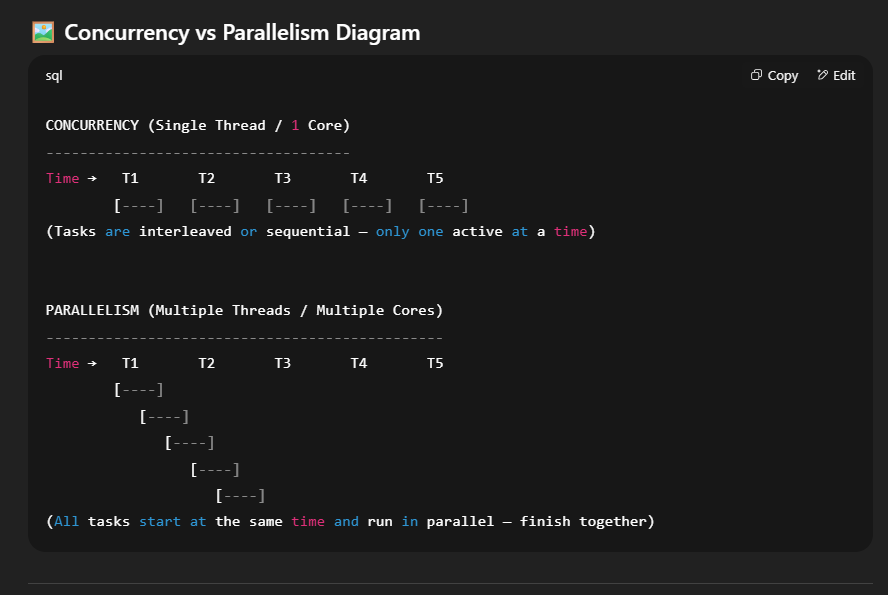 Concurrency vs Parallelism Diagram
sql
Copy
Edit
CONCURRENCY (Single Thread / 1 Core)
------------------------------------
Time →   T1       T2       T3       T4       T5
        [----]   [----]   [----]   [----]   [----]
(Tasks are interleaved or sequential — only one active at a time)
PARALLELISM (Multiple Threads / Multiple Cores)
-----------------------------------------------
Time →   T1       T2       T3       T4       T5
        [----]
           [----]
              [----]
                 [----]
                    [----]
(All tasks start at the same time and run in parallel — finish together)